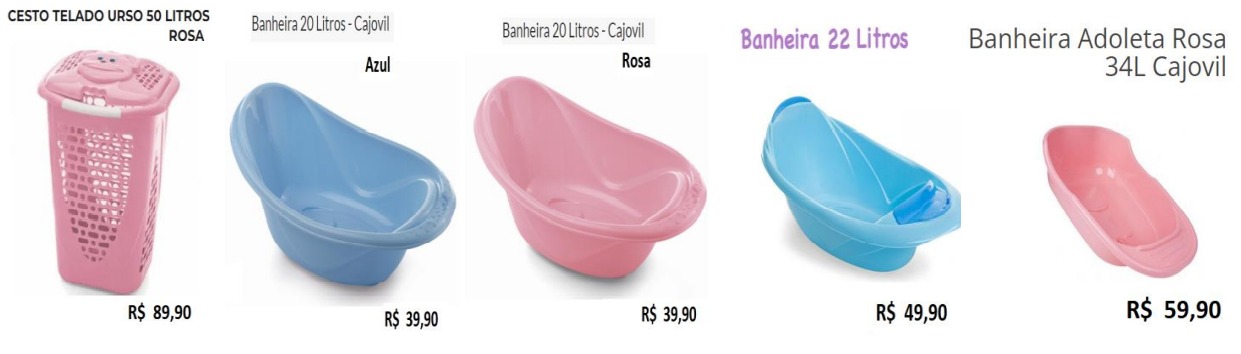 CESTO TELADO URSO 50 LITROS
ROSA
R$ 89,90
Banheira 20 Litros - Cajovil
Azul
R$ 39,90
Banheira 20 Litros - Cajovil
Rosa
R$ 39,90
Banheira 22 Litros
R$ 49,90
Banheira Adoleta Rosa
34L Cajovil
R$ 59,90